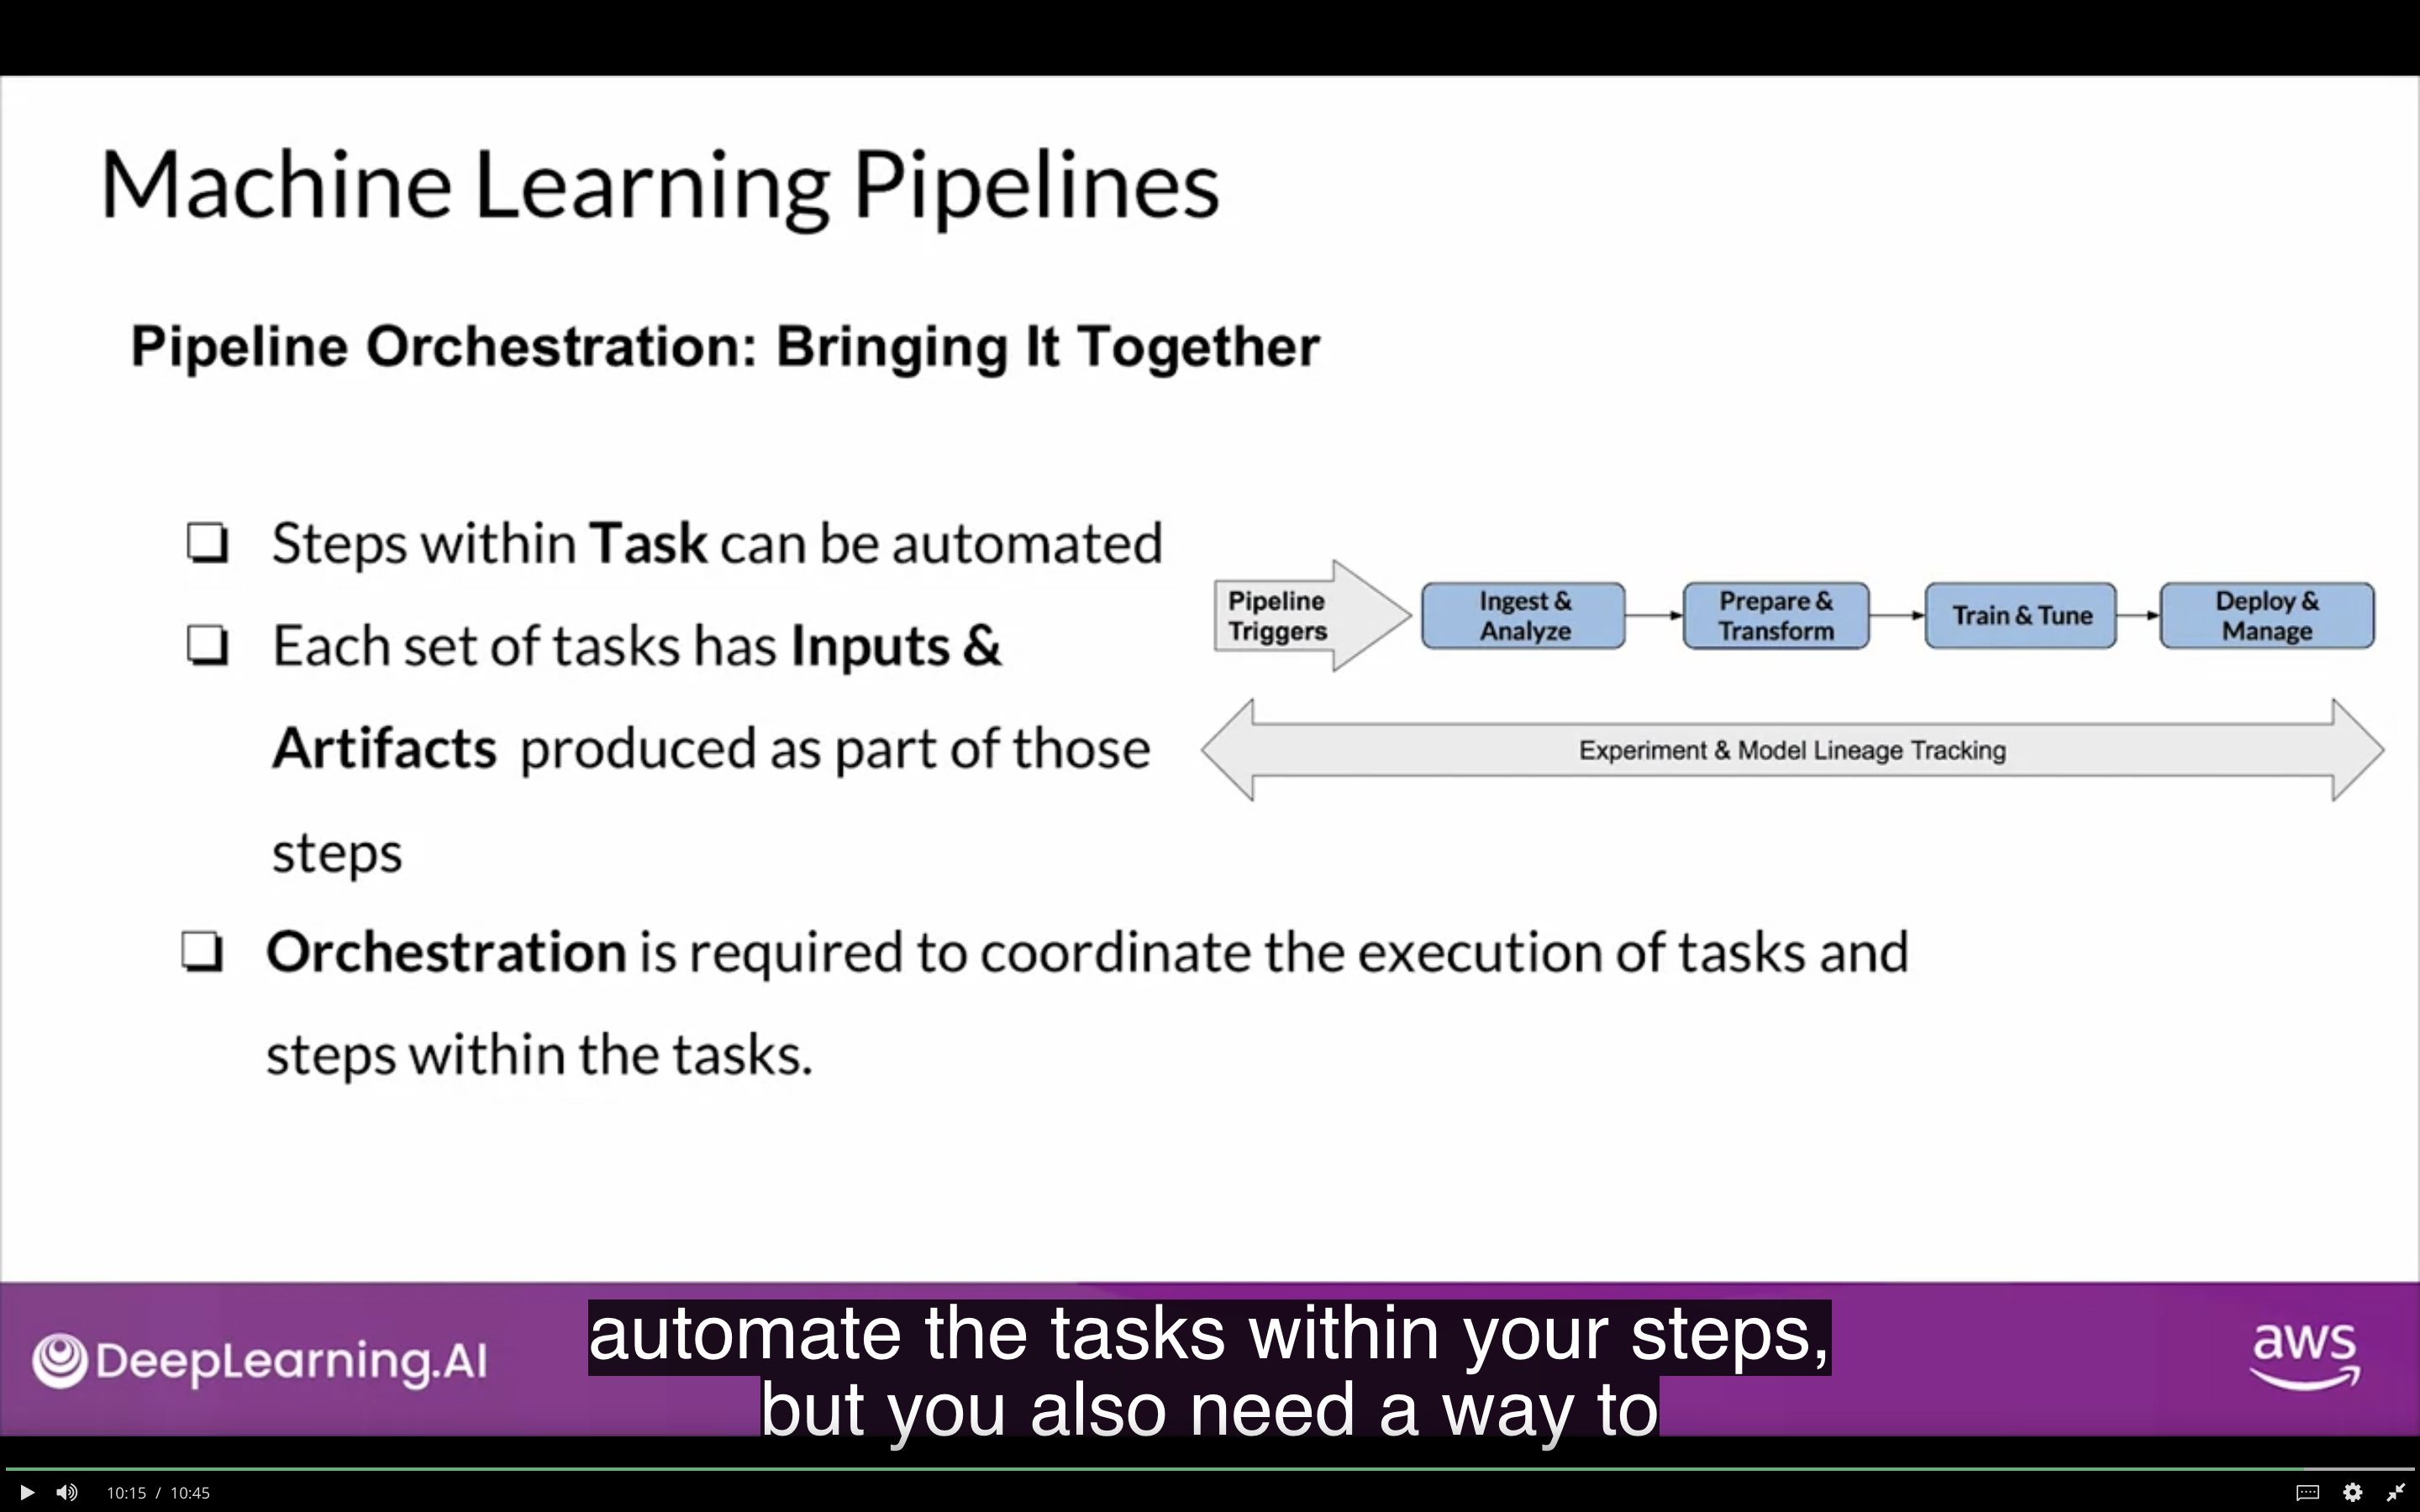 Machine Learning Pipelines
Pipeline Orchestration: Bringing It Together
❏ Steps within Task can be automated
❏ Each set of tasks has Inputs &
Artifacts produced as part of those
steps
❏ Orchestration is required to coordinate the execution of tasks and
steps within the tasks.
Pipeline
Triggers
Ingest &
Analyze
Prepare &
Transform
Train & Tune
Deploy &
Manage
Experiment & Model Lineage Tracking
DeepLearning.AI
automate the tasks within your steps,
but you also need a way to
aws
10:15 / 10:45